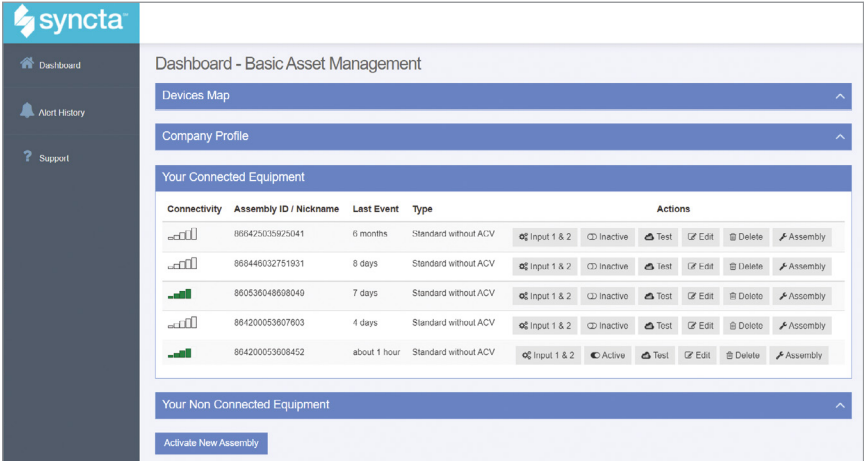 syncta
Dashboard
Alert History
? Support
Dashboard - Basic Asset Management
Devices Map
Company Profile
Your Connected Equipment
Connectivity Assembly ID / Nickname Last Event Type Actions
866425035925041 6 months Standard without ACV Input 1 & 2 Inactive Test Edit Delete Assembly
868446032751931 8 days Standard without ACV Input 1 & 2 Inactive Test Edit Delete Assembly
860536048698049 7 days Standard without ACV Input 1 & 2 Inactive Test Edit Delete Assembly
864200053607603 4 days Standard without ACV Input 1 & 2 Inactive Test Edit Delete Assembly
864200053608452 about 1 hour Standard without ACV Input 1 & 2 Active Test Edit Delete Assembly
Your Non Connected Equipment
Activate New Assembly